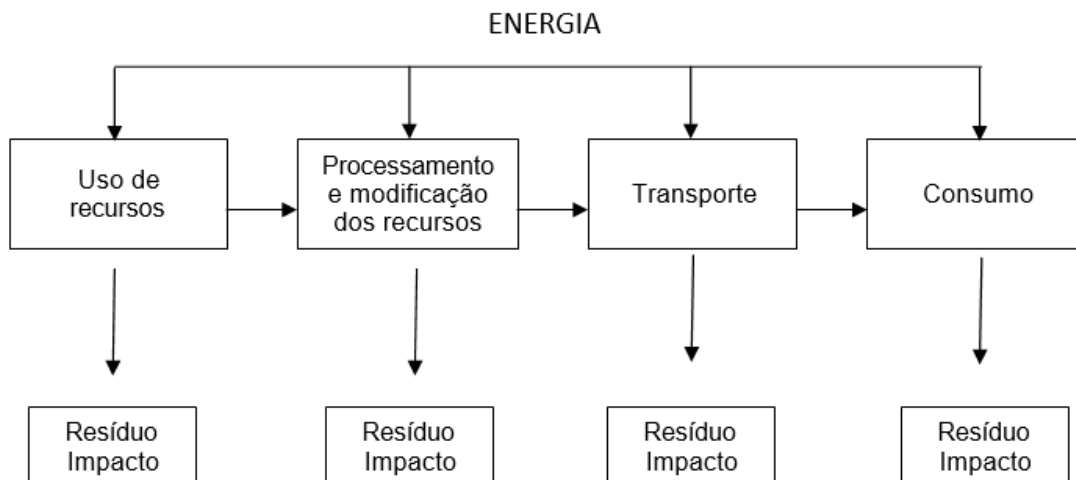 ENERGIA
Uso de
recursos
Processamento
e modificação
dos recursos
Transporte
Consumo
Resíduo
Impacto
Resíduo
Impacto
Resíduo
Impacto
Resíduo
Impacto